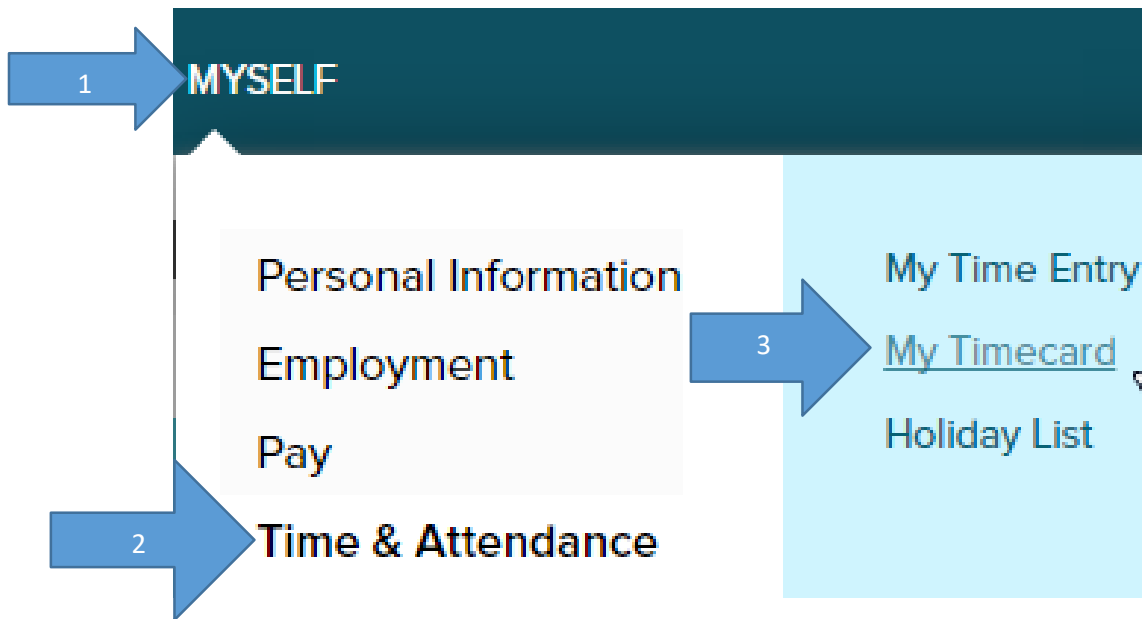 1
MYSELF
Personal Information
Employment
Pay
2
Time & Attendance
My Time Entry
3
My Timecard
Holiday List